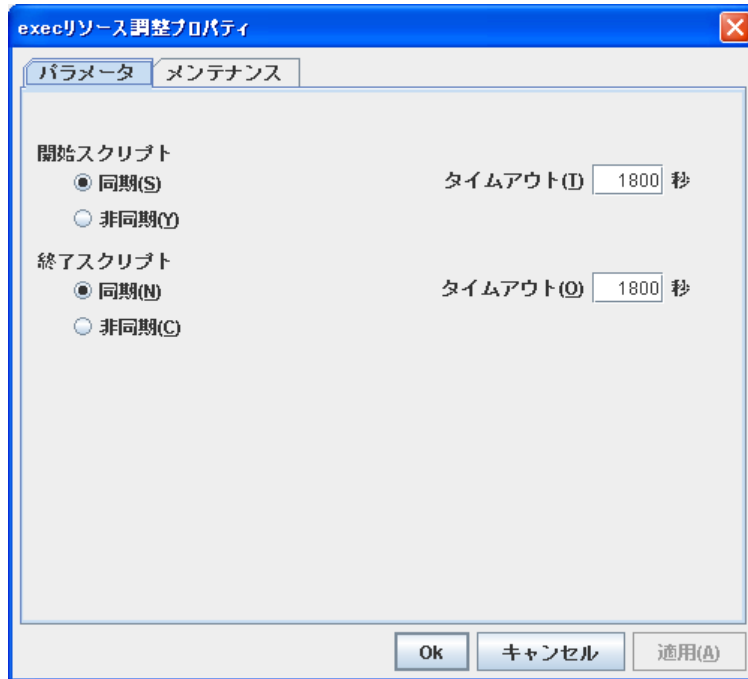 execリソース調整プロパティ
パラメータ メンテナンス
開始スクリプト
同期(S) タイムアウト(T) 1800 秒
非同期(Y)
終了スクリプト
同期(N) タイムアウト(O) 1800 秒
非同期(C)
Ok キャンセル 適用(A)